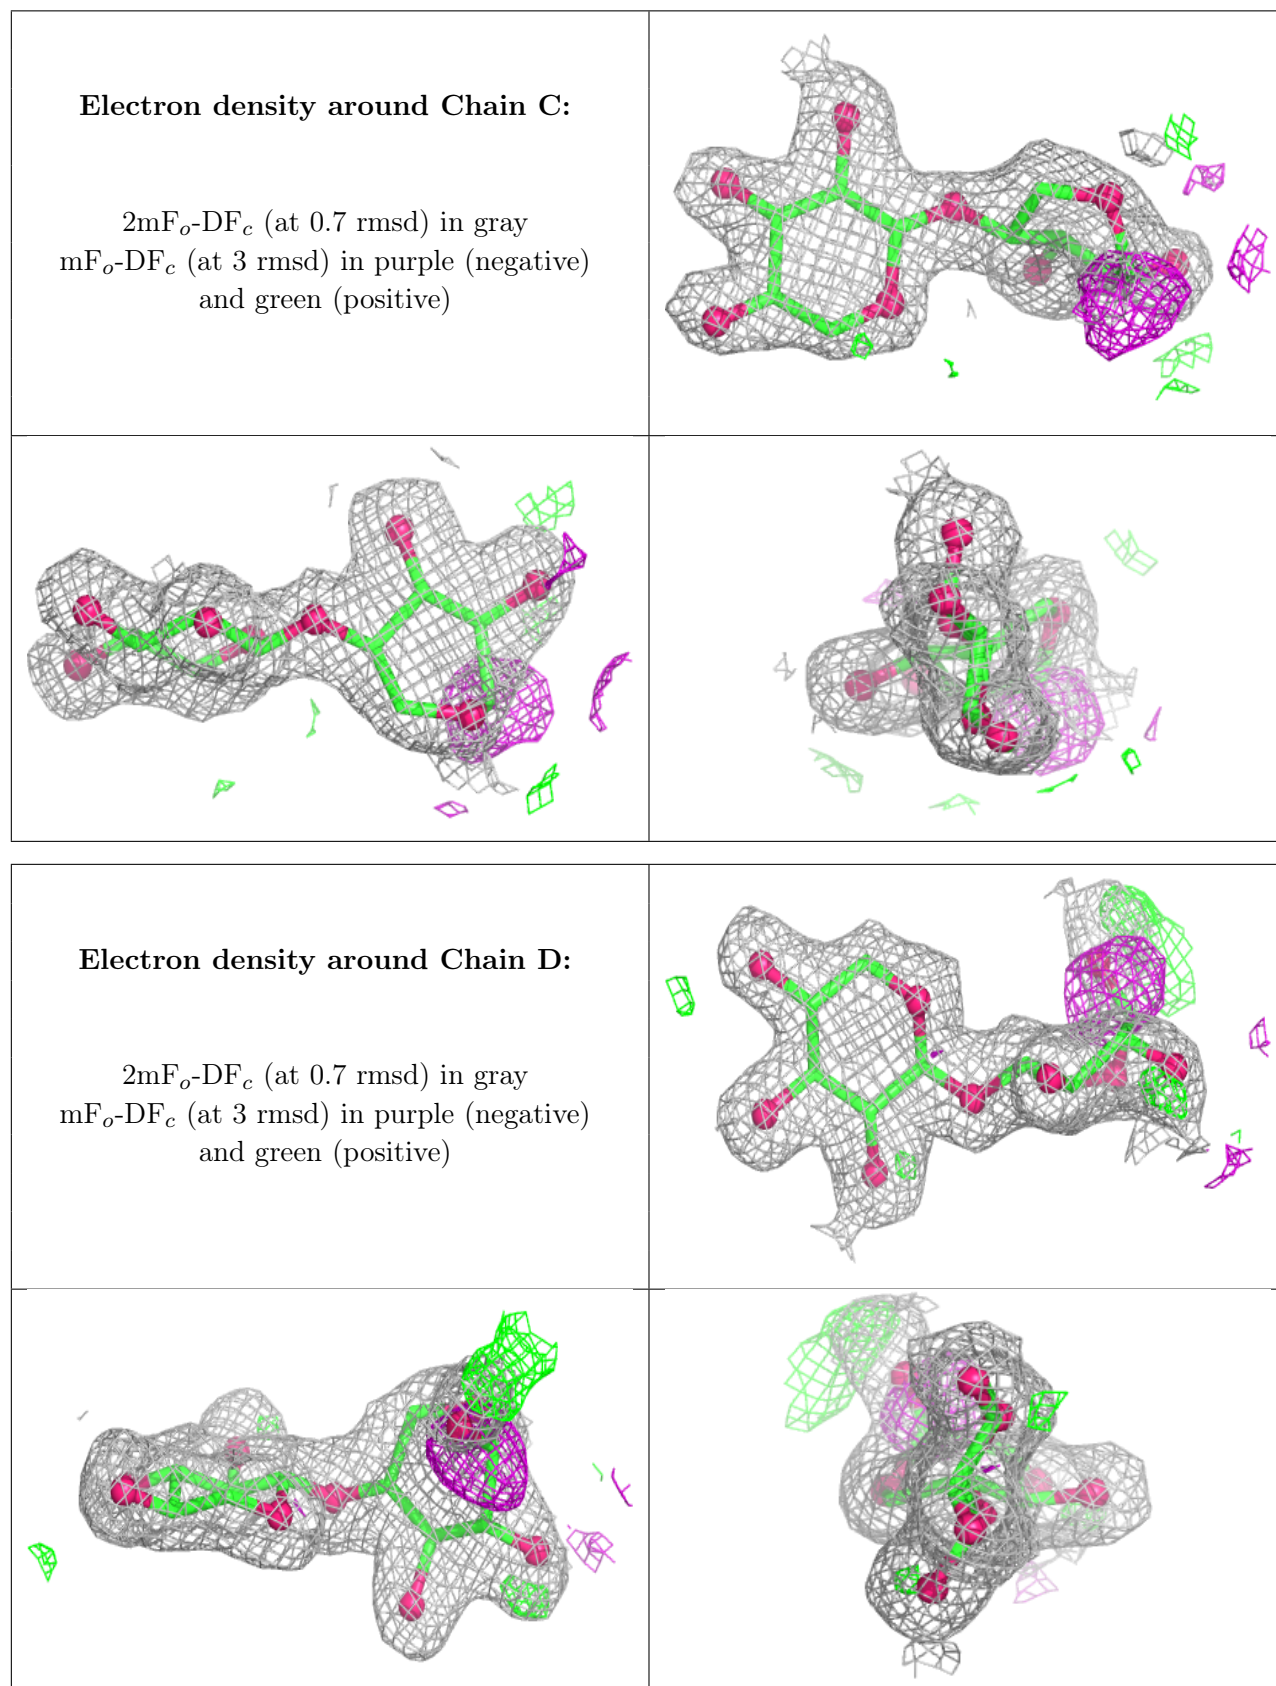 Electron density around Chain C:
2mFo-DFc (at 0.7 rmsd) in gray
mFo-DFc (at 3 rmsd) in purple (negative)
and green (positive)
Electron density around Chain D:
2mFo-DFc (at 0.7 rmsd) in gray
mFo-DFc (at 3 rmsd) in purple (negative)
and green (positive)